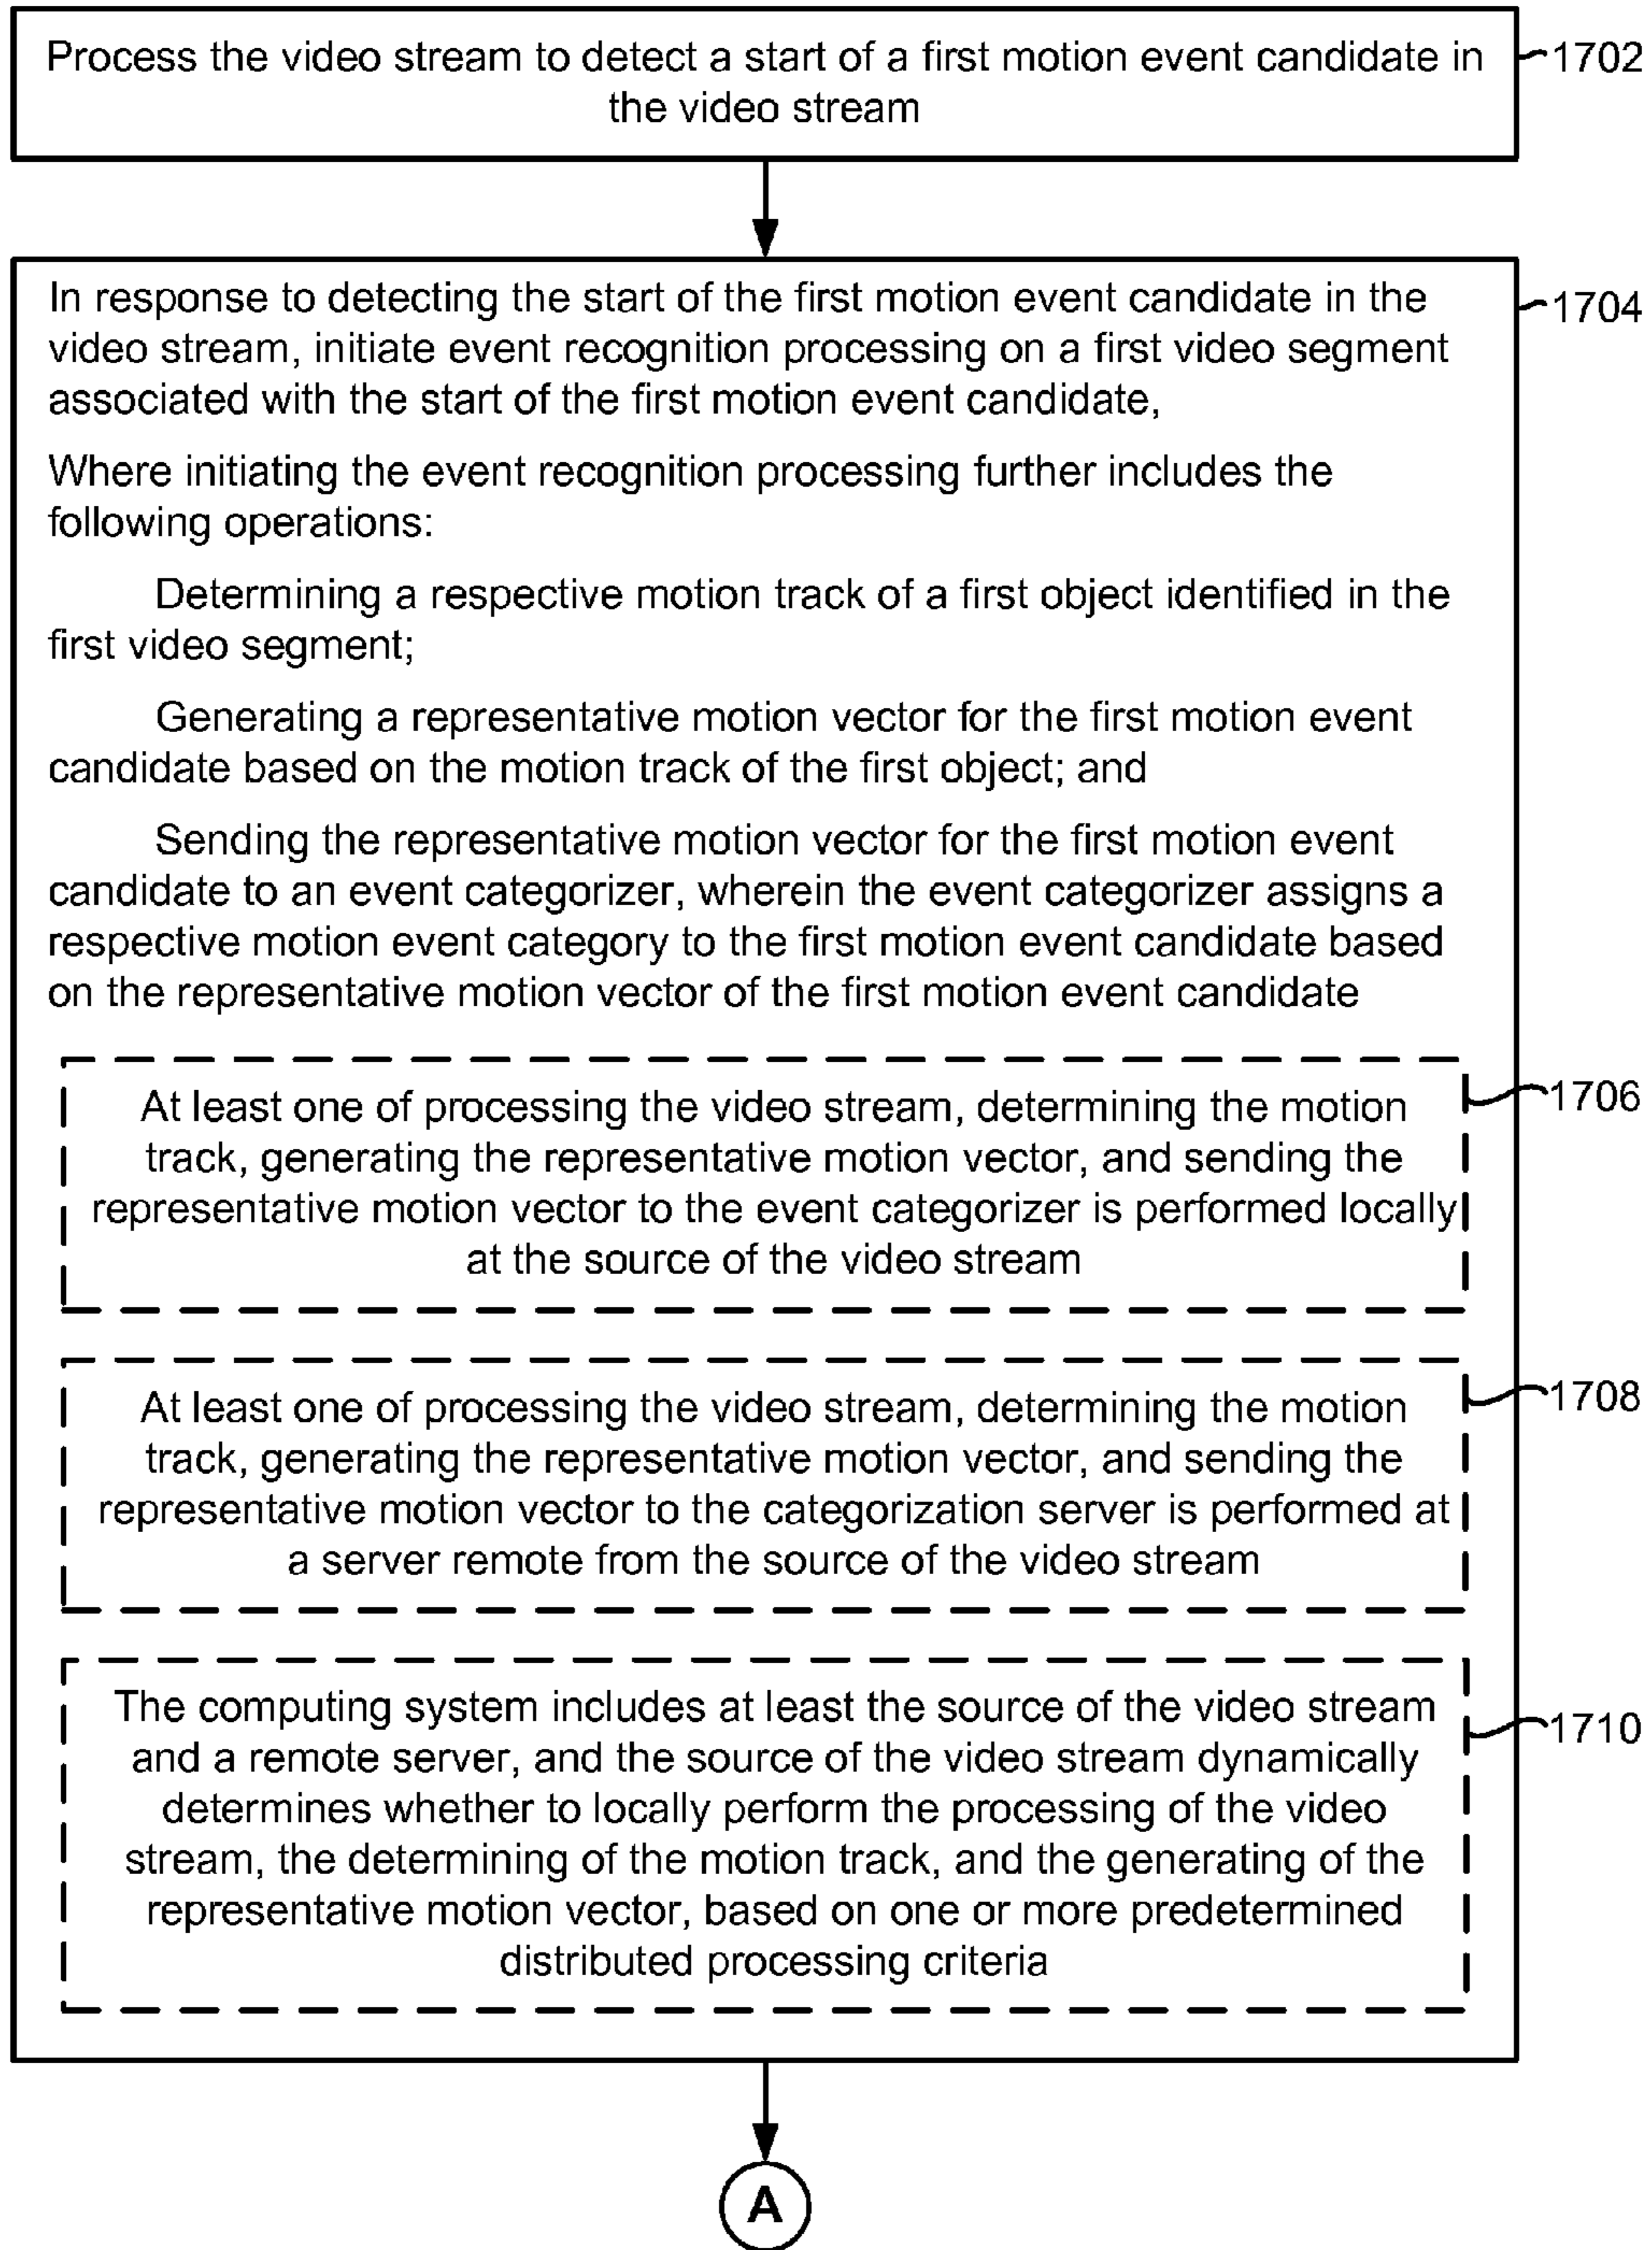 Process the video stream to detect a start of a first motion event candidate in
the video stream
1702
In response to detecting the start of the first motion event candidate in the
video stream, initiate event recognition processing on a first video segment
associated with the start of the first motion event candidate,
1704
Where initiating the event recognition processing further includes the
following operations:
Determining a respective motion track of a first object identified in the
first video segment;
Generating a representative motion vector for the first motion event
candidate based on the motion track of the first object; and
Sending the representative motion vector for the first motion event
candidate to an event categorizer, wherein the event categorizer assigns a
respective motion event category to the first motion event candidate based
on the representative motion vector of the first motion event candidate
At least one of processing the video stream, determining the motion
track, generating the representative motion vector, and sending the
representative motion vector to the event categorizer is performed locally
at the source of the video stream
1706
At least one of processing the video stream, determining the motion
track, generating the representative motion vector, and sending the
representative motion vector to the categorization server is performed at
a server remote from the source of the video stream
1708
The computing system includes at least the source of the video stream
and a remote server, and the source of the video stream dynamically
determines whether to locally perform the processing of the video
stream, the determining of the motion track, and the generating of the
representative motion vector, based on one or more predetermined
distributed processing criteria
1710
A